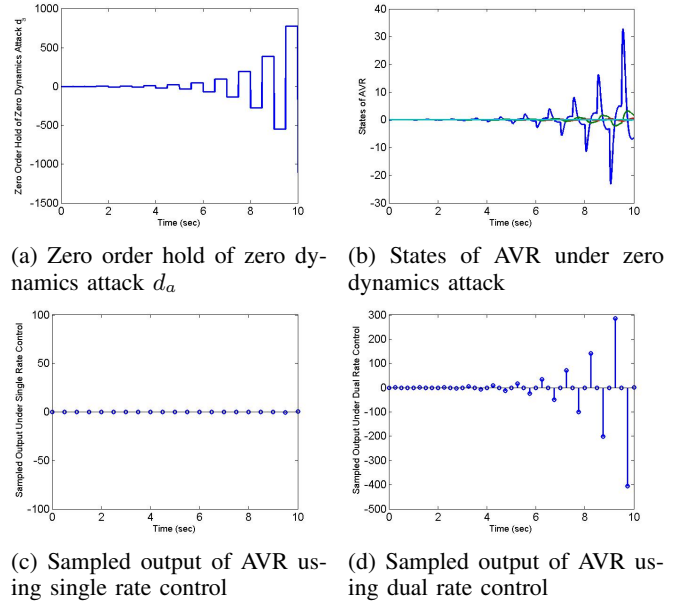 Zero Order Hold of Zero Dynamics Attack dₐ
1000
500
0
-500
-1000
-1500
0 2 4 6 8 10
Time (sec)
States of AVR
40
30
20
10
0
-10
-20
-30
0 2 4 6 8 10
Time (sec)
(a) Zero order hold of zero dy-
namics attack dₐ
(b) States of AVR under zero
dynamics attack
Sampled Output Under Single Rate Control
100
50
0
-50
-100
0 2 4 6 8 10
Time (sec)
Sampled Output Under Dual Rate Control
300
200
100
0
-100
-200
-300
-400
-500
0 2 4 6 8 10
Time (sec)
(c) Sampled output of AVR us-
ing single rate control
(d) Sampled output of AVR us-
ing dual rate control